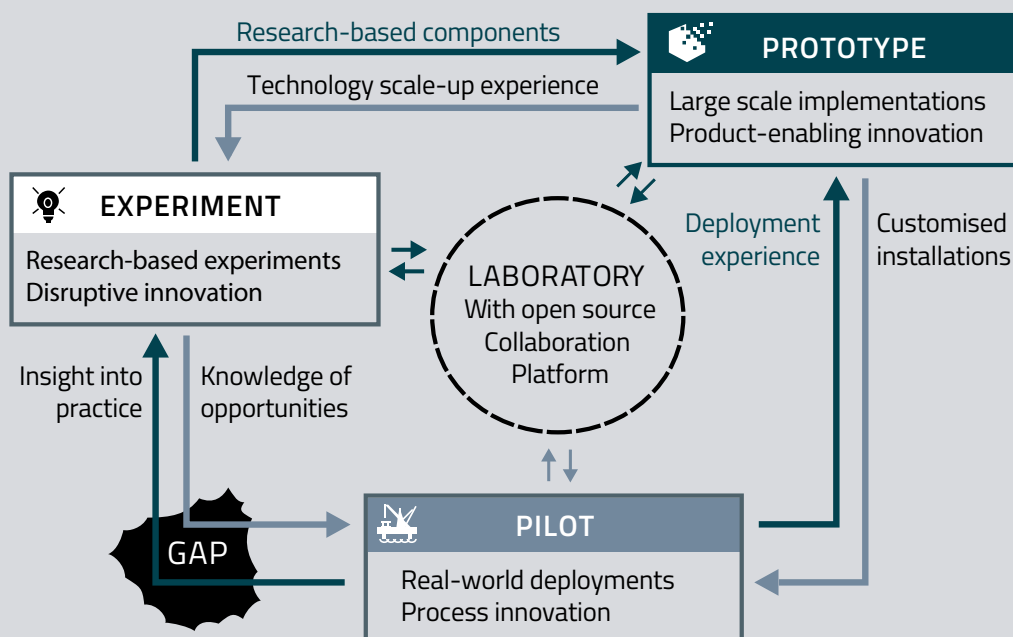 Research-based components
Technology scale-up experience
PROTOTYPE
Large scale implementations
Product-enabling innovation
EXPERIMENT
Research-based experiments
Disruptive innovation
LABORATORY
With open source
Collaboration
Platform
Deployment
experience
Customised
installations
Insight into
practice
Knowledge of
opportunities
GAP
PILOT
Real-world deployments
Process innovation